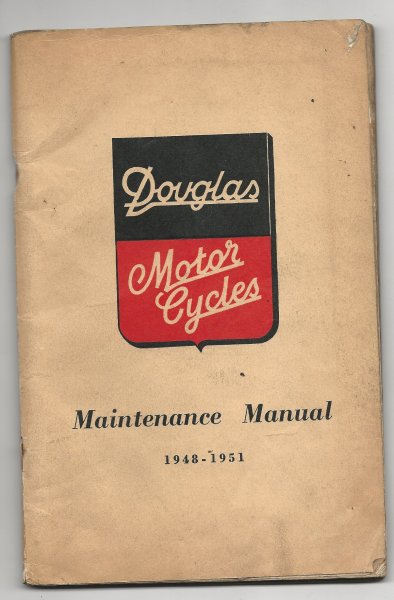 Douglas
Motor
Cycles
Maintenance Manual
1948-1951